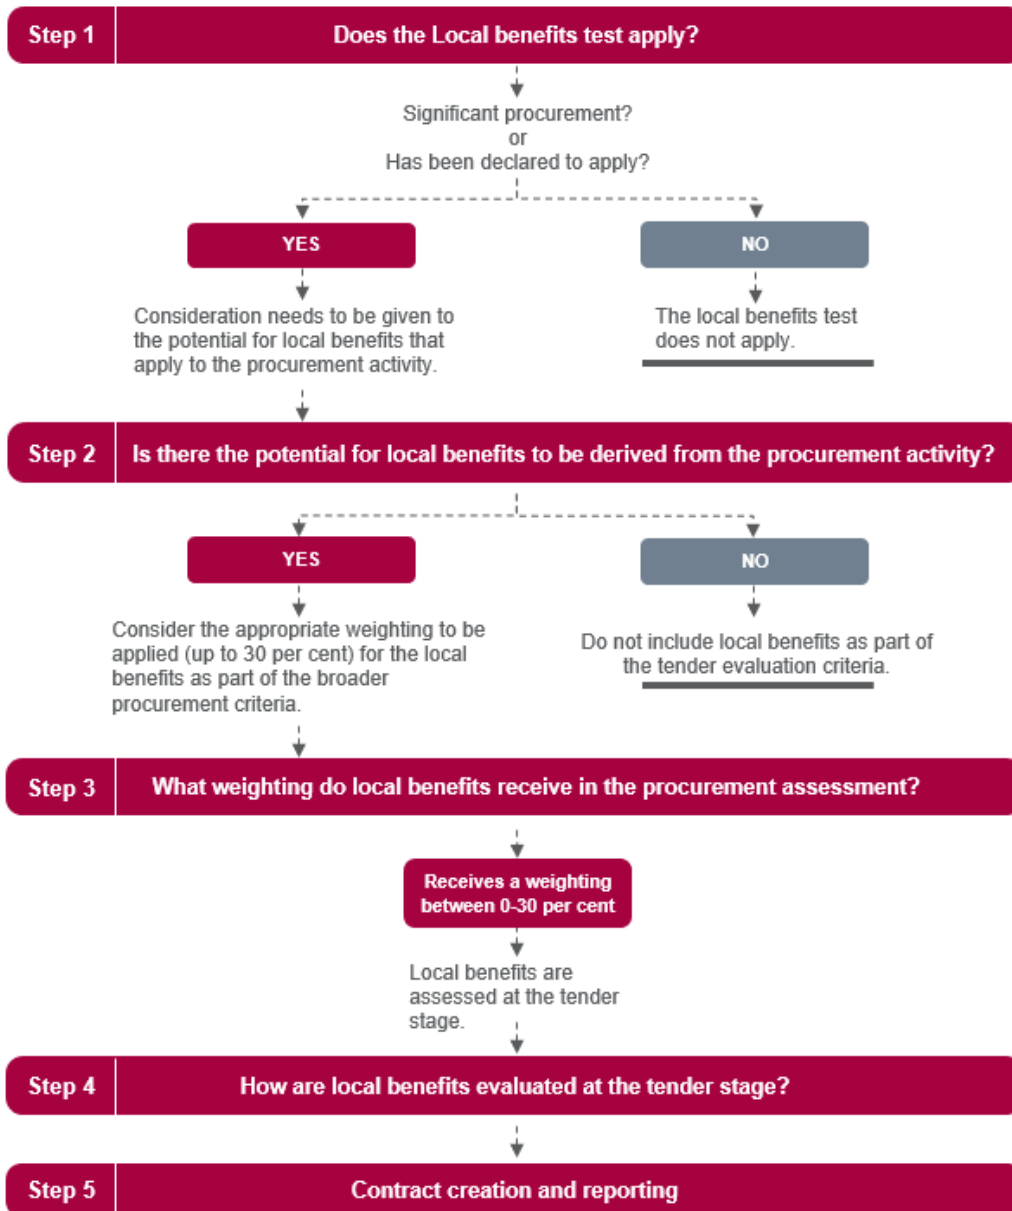 Step 1 Does the Local benefits test apply?
Significant procurement?
or
Has been declared to apply?
YES
NO
Consideration needs to be given to
the potential for local benefits that
apply to the procurement activity.
The local benefits test
does not apply.
Step 2 Is there the potential for local benefits to be derived from the procurement activity?
YES
NO
Consider the appropriate weighting to be
applied (up to 30 per cent) for the local
benefits as part of the broader
procurement criteria.
Do not include local benefits as part of
the tender evaluation criteria.
Step 3 What weighting do local benefits receive in the procurement assessment?
Receives a weighting
between 0-30 per cent
Local benefits are
assessed at the tender
stage.
Step 4 How are local benefits evaluated at the tender stage?
Step 5 Contract creation and reporting